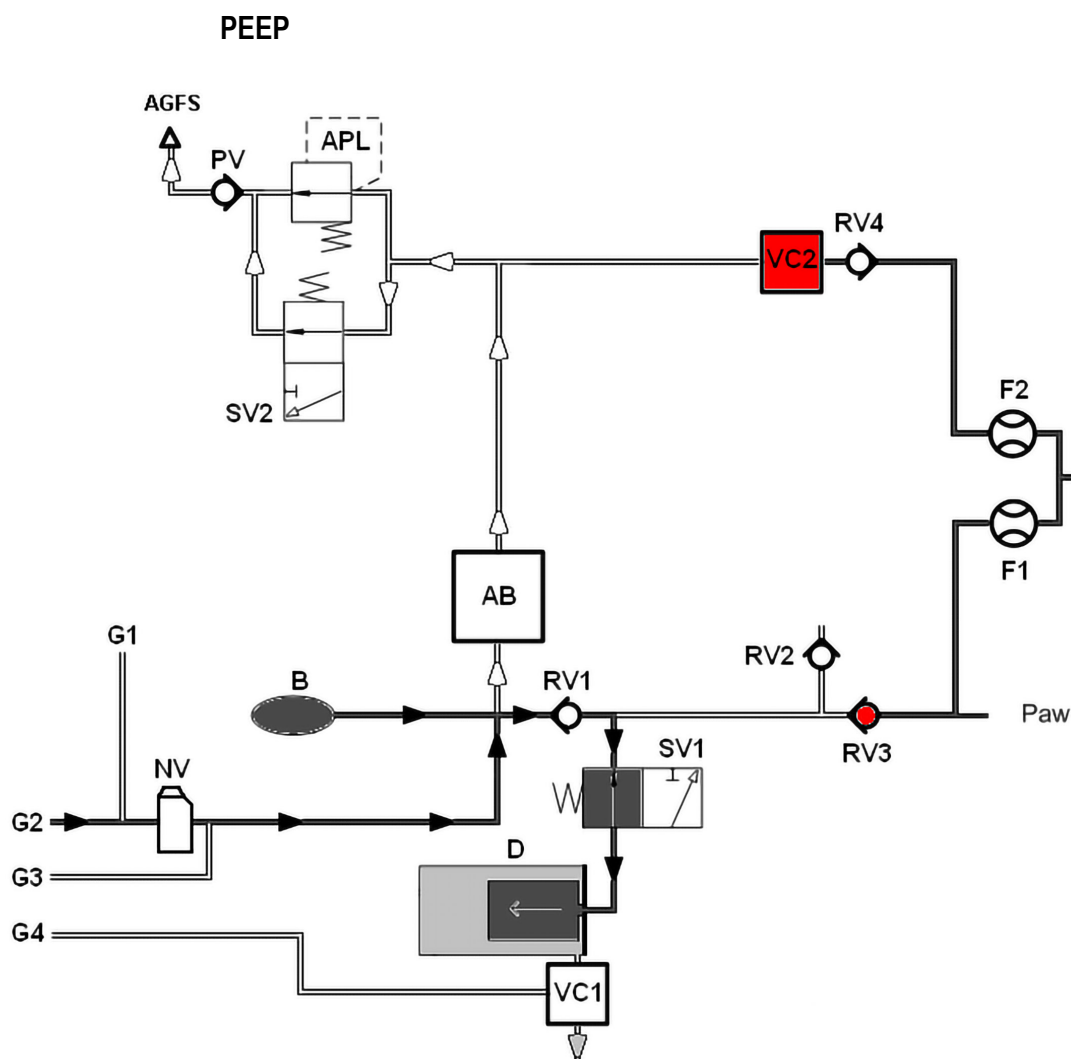 PEEP
AGFS
APL
PV
RV4
VC2
SV2
F2
F1
AB
G1
B
RV1
RV2
Paw
RV3
NV
SV1
G2
D
G3
G4
VC1